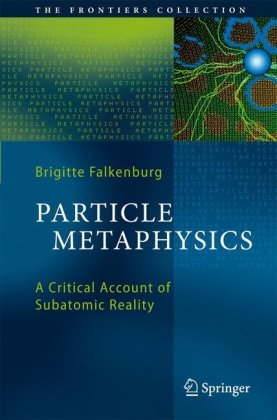 THE FRONTIERS COLLECTION
Brigitte Falkenburg
PARTICLE
METAPHYSICS
A Critical Account of
Subatomic Reality
Springer